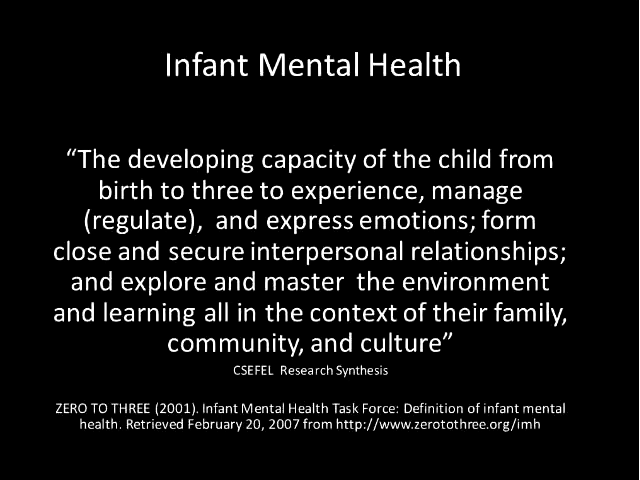 Infant Mental Health
“The developing capacity of the child from
birth to three to experience, manage
(regulate), and express emotions; form
close and secure interpersonal relationships;
and explore and master the environment
and learning all in the context of their family,
community, and culture”
CSEFEL Research Synthesis
ZERO TO THREE (2001). Infant Mental Health Task Force: Definition of infant mental
health. Retrieved February 20, 2007 from http://www.zerotothree.org/imh